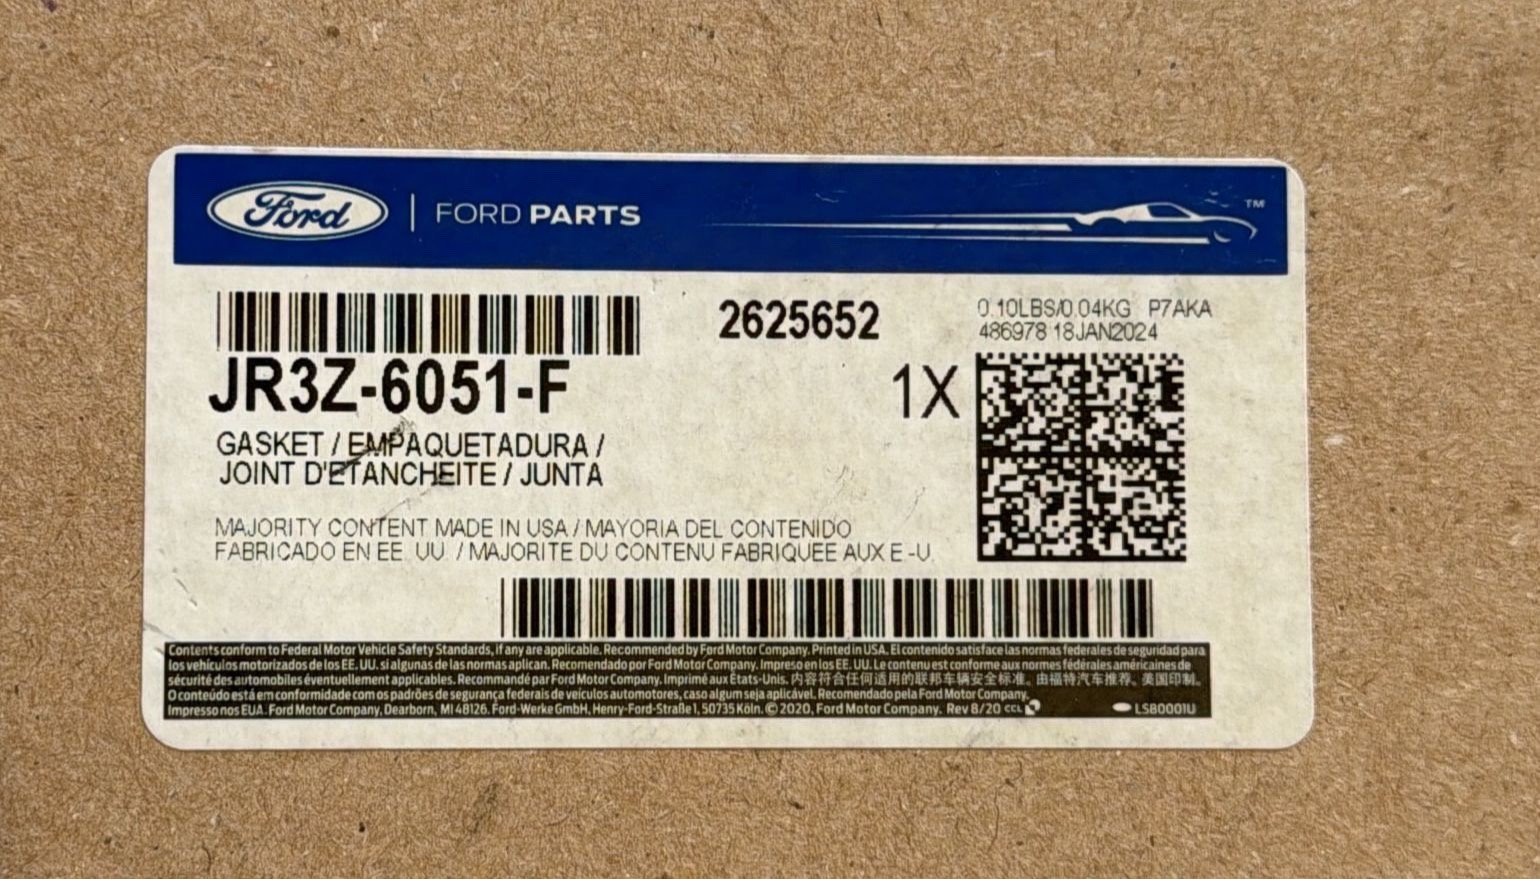 Ford | FORD PARTS TM
2625652
0.10LBS/0.04KG P7AKA
486978 18JAN2024
JR3Z-6051-F
1X
GASKET / EMPAQUETADURA /
JOINT D'ETANCHEITE / JUNTA
MAJORITY CONTENT MADE IN USA / MAYORIA DEL CONTENIDO
FABRICADO EN EE. UU. / MAJORITE DU CONTENU FABRIQUEE AUX E -U.
Contents conform to Federal Motor Vehicle Safety Standards, if any are applicable. Recommended by Ford Motor Company. Printed in USA. El contenido satisface las normas federales de seguridad para
los vehículos motorizados de los EE. UU. si algunas de las normas aplican. Recomendado por Ford Motor Company. Impreso en los EE. UU. Le contenu est conforme aux normes fédérales américaines de
sécurité des automobiles éventuellement applicables. Recommandé par Ford Motor Company. Imprimé aux États-Unis. 内容符合任何适用的联邦车辆安全标准。由福特汽车推荐。美国印制。
O conteúdo está em conformidade com os padrões de segurança federais de veículos automotores, caso algum seja aplicável. Recomendado pela Ford Motor Company.
Impresso nos EUA. Ford Motor Company, Dearborn, MI 48126. Ford-Werke GmbH, Henry-Ford-Straße 1, 50735 Köln. © 2020, Ford Motor Company. Rev 8/20 CCL LSB0001U